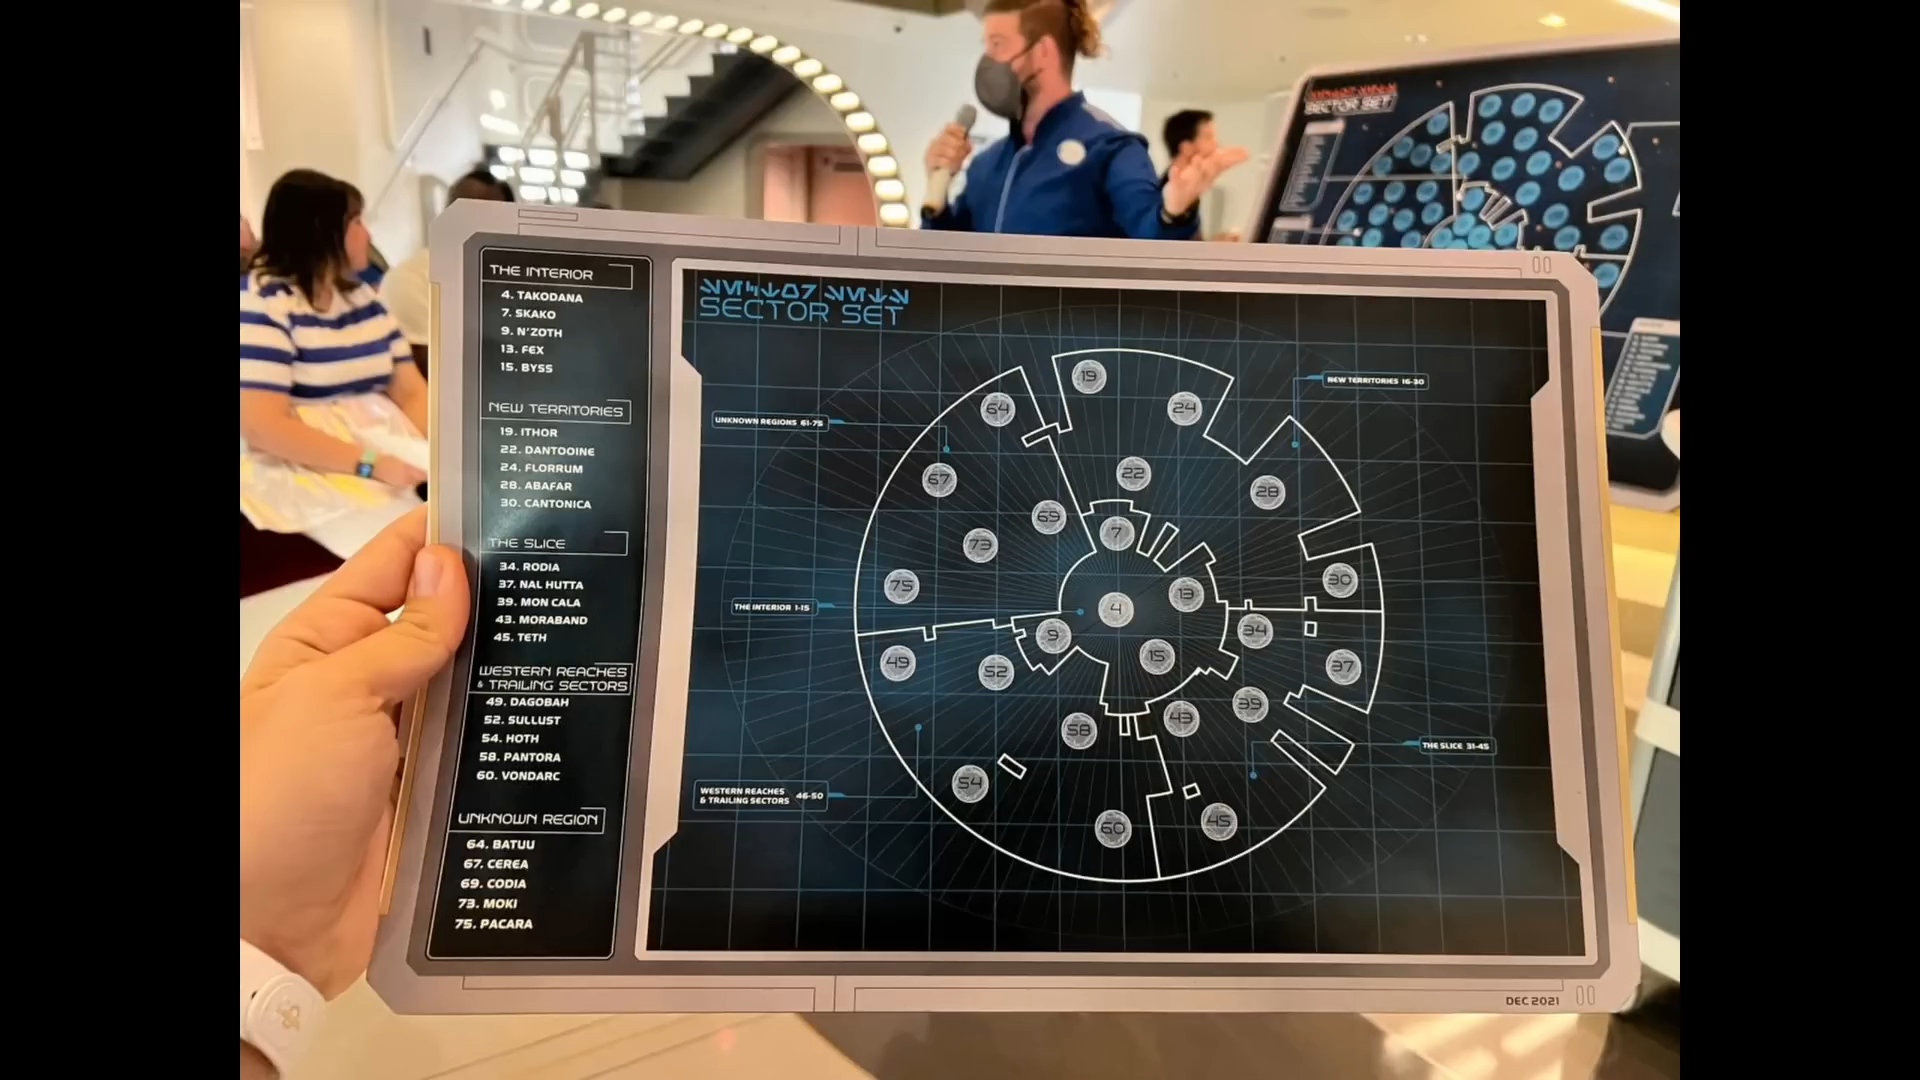 THE INTERIOR
4. TAKODANA
7. SKAKO
9. N'ZOTH
13. FEX
15. BYSS
NEW TERRITORIES
19. ITHOR
22. DANTOOINE
24. FLORRUM
28. ABAFAR
30. CANTONICA
THE SLICE
34. RODIA
37. NAL HUTTA
39. MON CALA
43. MORABAND
45. TETH
WESTERN REACHES
& TRAILING SECTORS
49. DAGOBAH
52. SULLUST
54. HOTH
58. PANTORA
60. VONDARC
UNKNOWN REGION
64. BATUU
67. CEREA
69. CODIA
73. MOKI
75. PACARA
SECTOR SET
19
NEW TERRITORIES 16-30
64
24
UNKNOWN REGIONS 61-75
22
67
28
69
7
73
30
75
13
THE INTERIOR 1-15
4
34
9
15
49
37
52
39
43
58
THE SLICE 31-45
54
WESTERN REACHES
& TRAILING SECTORS 46-50
45
60
DEC 2021
SECTOR SET